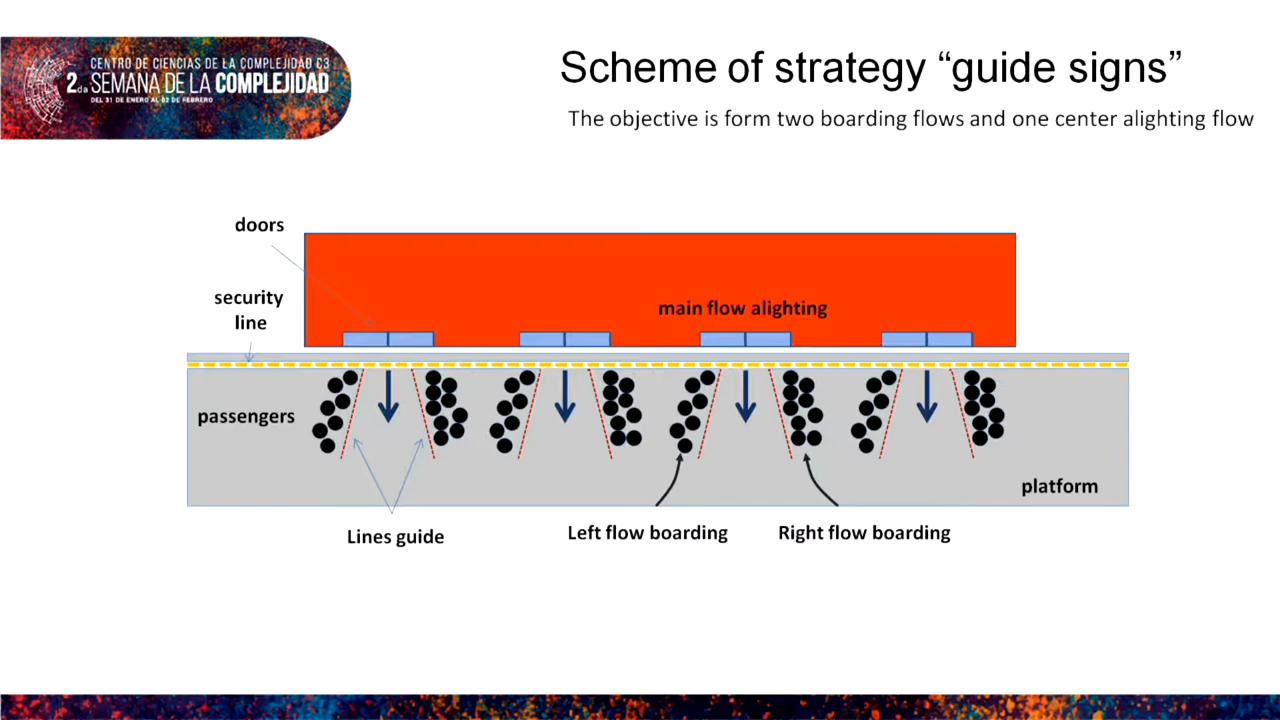 CENTRO DE CIENCIAS DE LA COMPLEJIDAD C3
2.da SEMANA DE LA COMPLEJIDAD
DEL 31 DE ENERO AL 02 DE FEBRERO
Scheme of strategy “guide signs”
The objective is form two boarding flows and one center alighting flow
doors
security
line
main flow alighting
passengers
platform
Lines guide
Left flow boarding
Right flow boarding